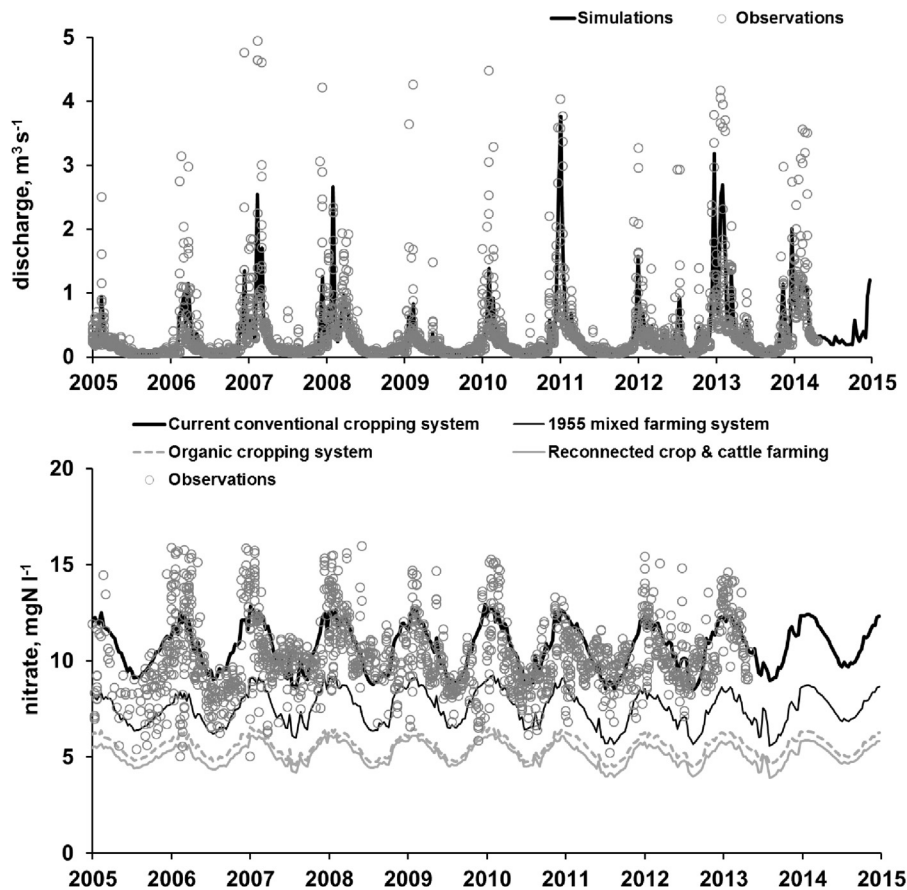 Simulations Observations
5
4
3
2
1
0
discharge, m³ s⁻¹
2005 2006 2007 2008 2009 2010 2011 2012 2013 2014 2015
Current conventional cropping system 1955 mixed farming system
Organic cropping system Reconnected crop & cattle farming
Observations
20
15
10
5
0
nitrate, mgN l⁻¹
2005 2006 2007 2008 2009 2010 2011 2012 2013 2014 2015